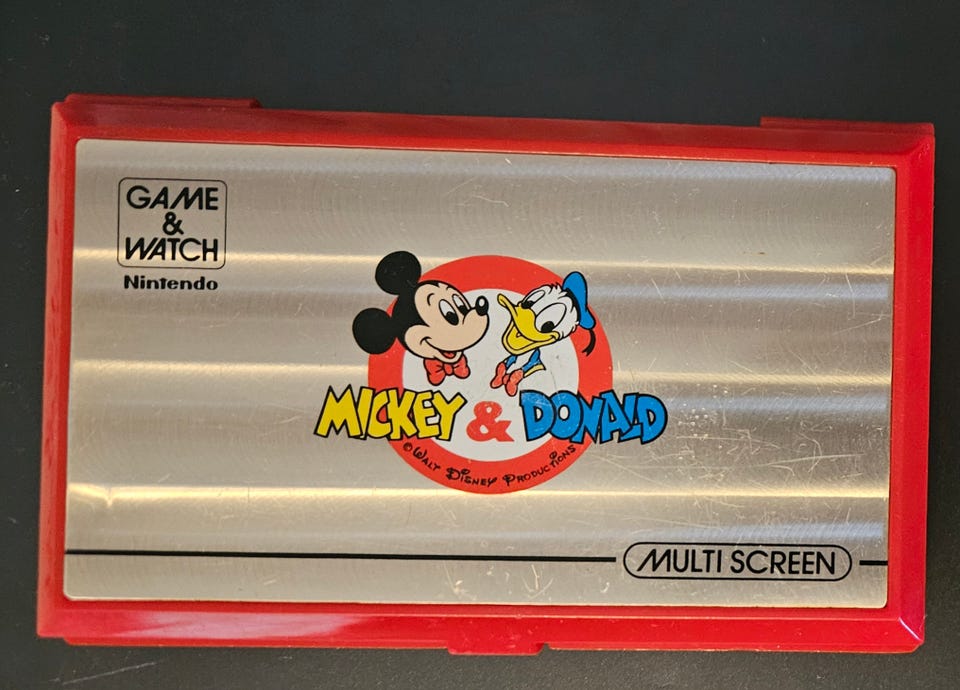 GAME
&
WATCH
Nintendo
MICKEY & DONALD
© WALT DISNEY PRODUCTIONS
MULTI SCREEN